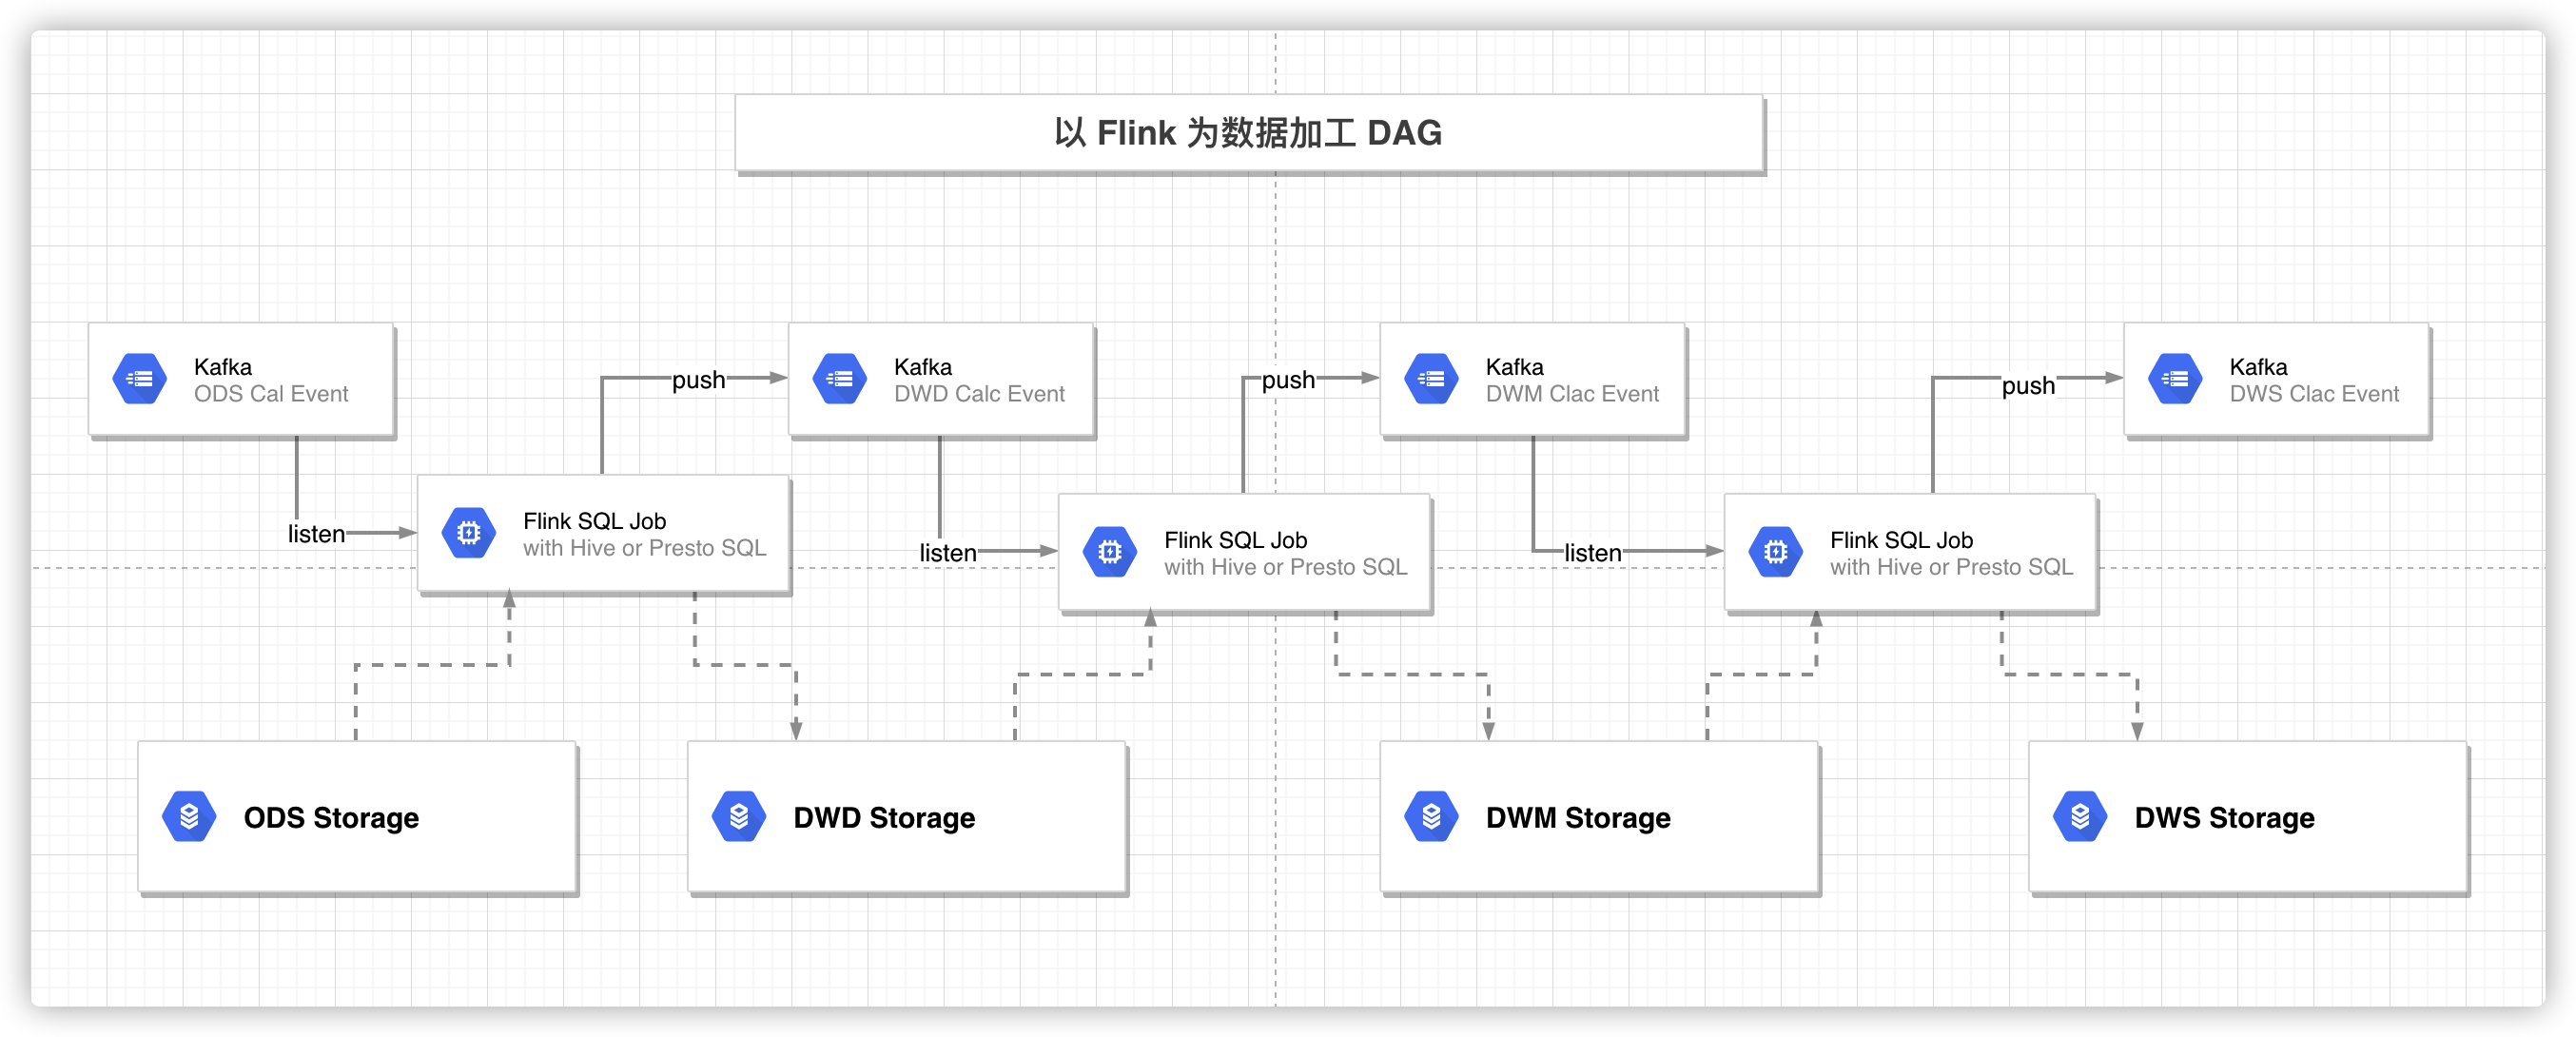 以 Flink 为数据加工 DAG
Kafka
ODS Cal Event
push
Kafka
DWD Calc Event
push
Kafka
DWM Clac Event
push
Kafka
DWS Clac Event
listen
Flink SQL Job
with Hive or Presto SQL
listen
Flink SQL Job
with Hive or Presto SQL
listen
Flink SQL Job
with Hive or Presto SQL
ODS Storage
DWD Storage
DWM Storage
DWS Storage